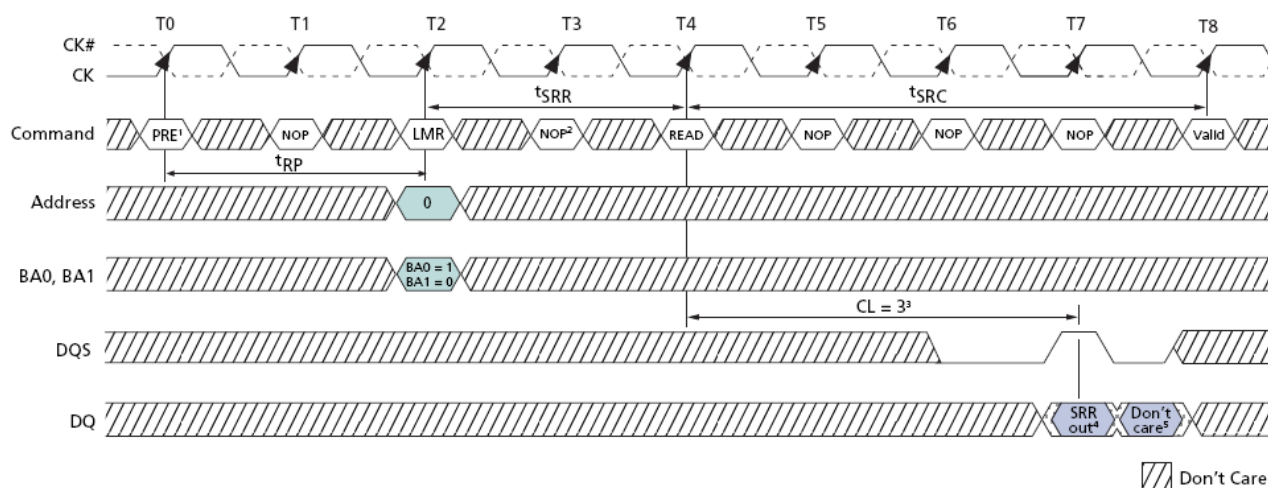 T0 T1 T2 T3 T4 T5 T6 T7 T8
CK#
CK
tSRR tSRC
Command PRE¹ NOP LMR NOP² READ NOP NOP NOP Valid
tRP
Address 0
BA0, BA1 BA0 = 1
BA1 = 0
CL = 3³
DQS
DQ SRR out⁴ Don't care⁵
Don't Care